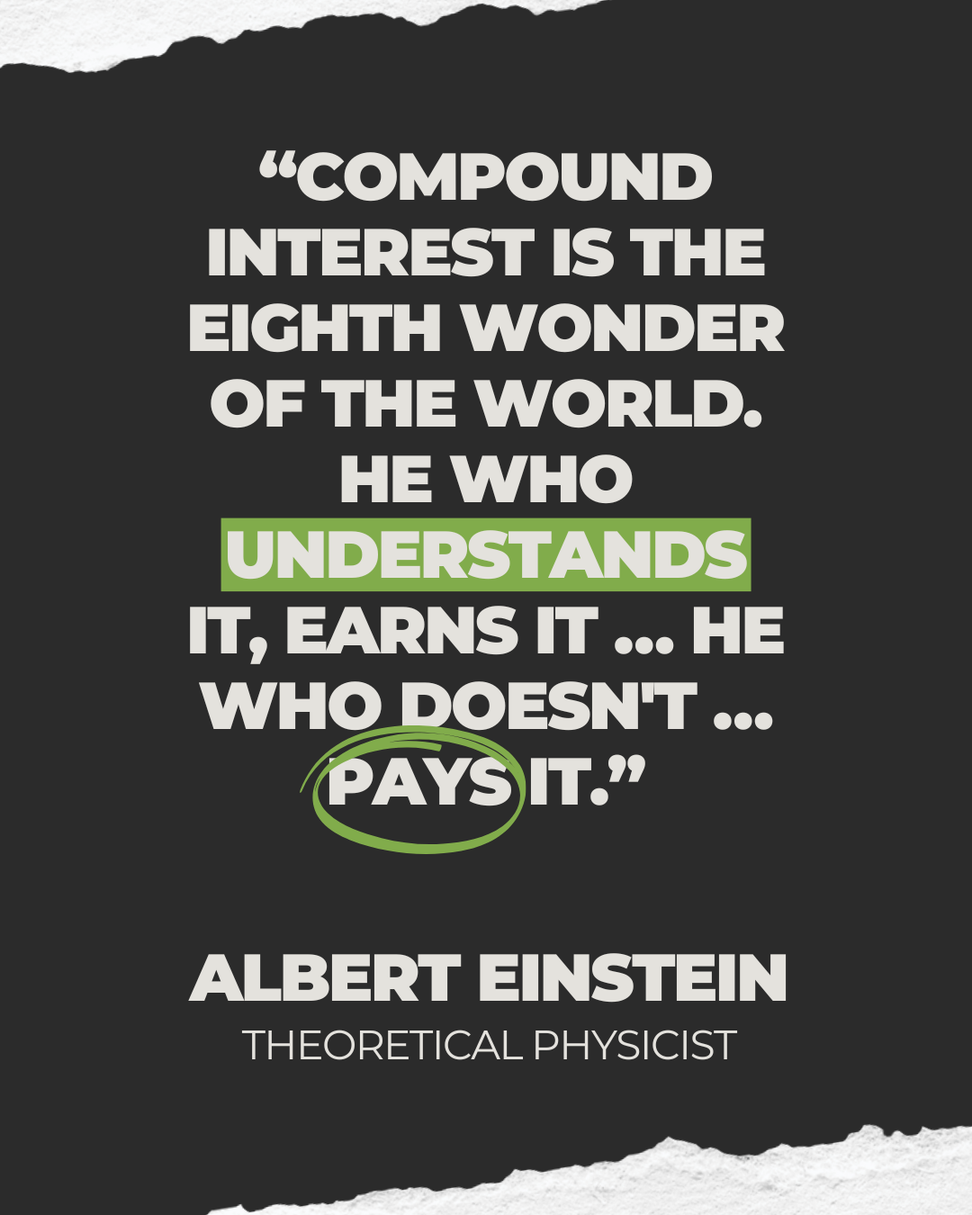 “COMPOUND
INTEREST IS THE
EIGHTH WONDER
OF THE WORLD.
HE WHO
UNDERSTANDS
IT, EARNS IT ... HE
WHO DOESN'T ...
PAYS IT.”
ALBERT EINSTEIN
THEORETICAL PHYSICIST